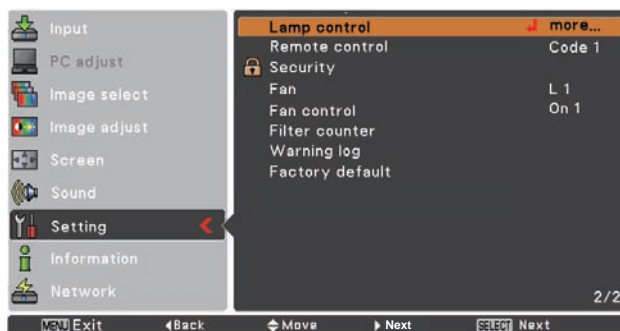 Input
PC adjust
Image select
Image adjust
Screen
Sound
Setting
Information
Network
Lamp control more...
Remote control Code 1
Security
Fan L 1
Fan control On 1
Filter counter
Warning log
Factory default
2/2
MENU Exit Back Move Next SELECT Next